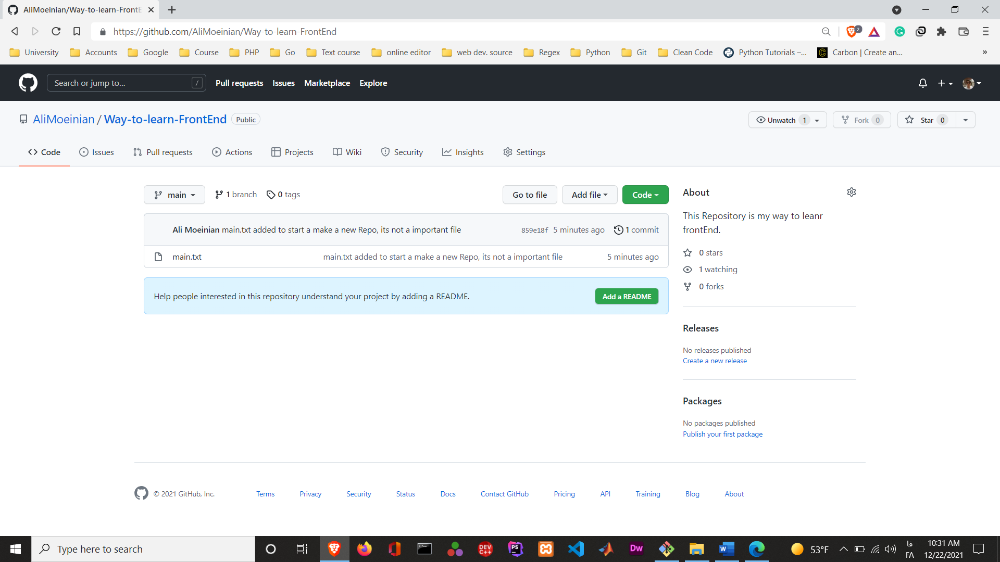 AliMoeinian/Way-to-learn-FrontE
https://github.com/AliMoeinian/Way-to-learn-FrontEnd
2
University Accounts Google Course PHP Go Text course online editor web dev. source Regex Python Git Clean Code Python Tutorials –... Carbon | Create an... »
Search or jump to... / Pull requests Issues Marketplace Explore
AliMoeinian / Way-to-learn-FrontEnd Public Unwatch 1 Fork 0 Star 0
Code Issues Pull requests Actions Projects Wiki Security Insights Settings
main 1 branch 0 tags Go to file Add file Code
Ali Moeinian main.txt added to start a make a new Repo, its not a important file 859e18f 5 minutes ago 1 commit
main.txt main.txt added to start a make a new Repo, its not a important file 5 minutes ago
Help people interested in this repository understand your project by adding a README. Add a README
About
This Repository is my way to leanr
frontEnd.
0 stars
1 watching
0 forks
Releases
No releases published
Create a new release
Packages
No packages published
Publish your first package
© 2021 GitHub, Inc. Terms Privacy Security Status Docs Contact GitHub Pricing API Training Blog About
Type here to search
DEV
C++
PS
Dw
W
53°F
فا
FA
10:31 AM
12/22/2021